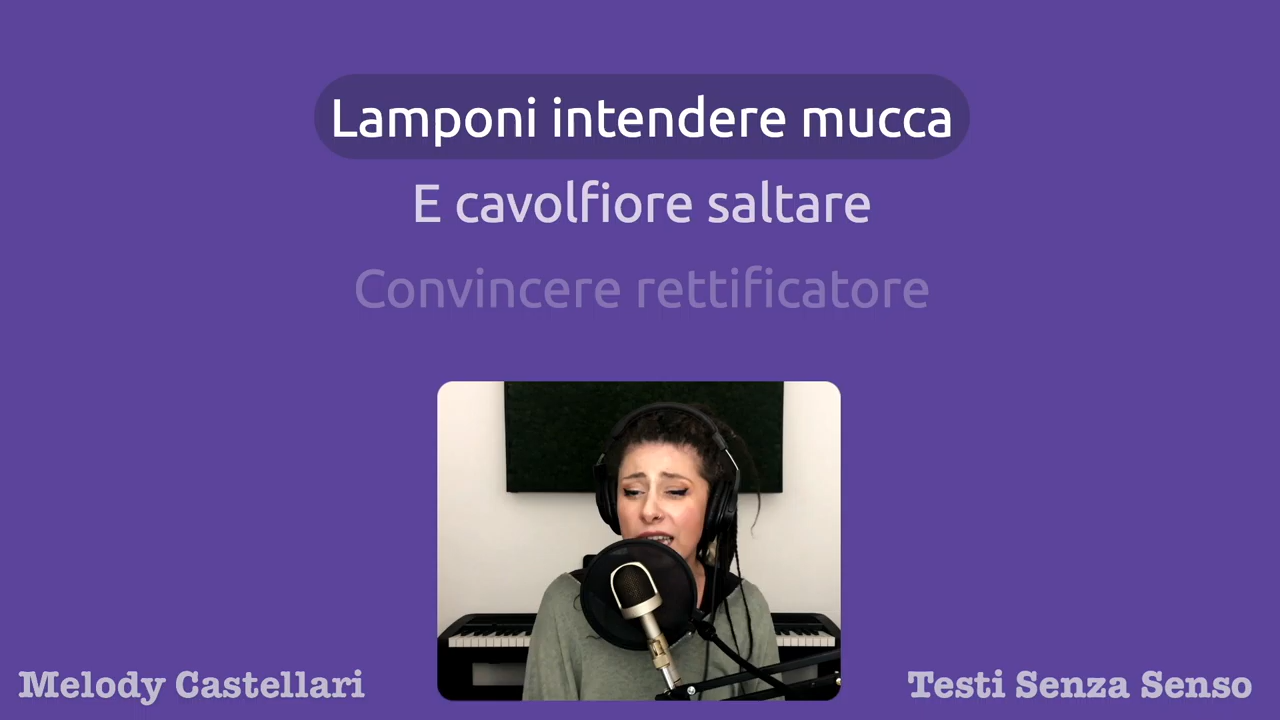 Lamponi intendere mucca
E cavolfiore saltare
Convincere rettificatore
Melody Castellari
Testi Senza Senso